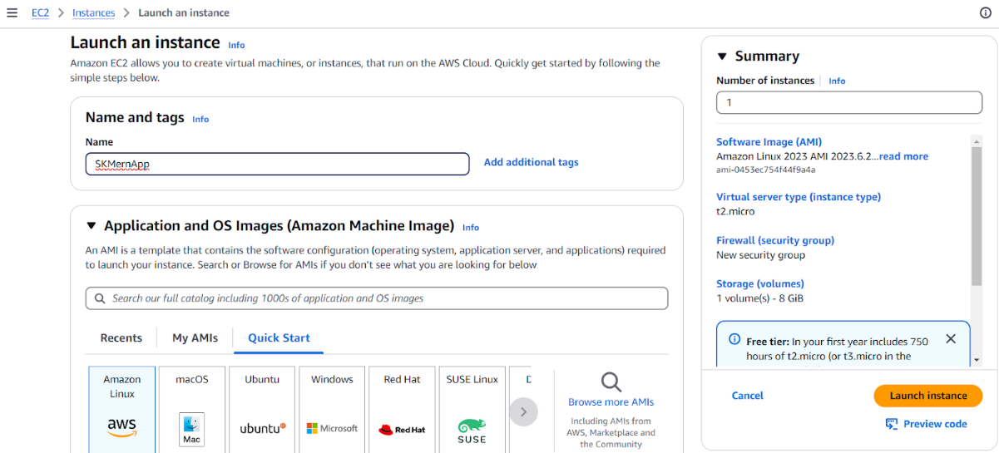 EC2 > Instances > Launch an instance
Launch an instance Info
Amazon EC2 allows you to create virtual machines, or instances, that run on the AWS Cloud. Quickly get started by following the
simple steps below.
Name and tags Info
Name
SKMernApp
Add additional tags
Application and OS Images (Amazon Machine Image) Info
An AMI is a template that contains the software configuration (operating system, application server, and applications) required
to launch your instance. Search or Browse for AMIs if you don't see what you are looking for below
Search our full catalog including 1000s of application and OS images
Recents
My AMIs
Quick Start
Amazon
Linux
aws
macOS
Mac
Ubuntu
ubuntu
Windows
Microsoft
Red Hat
Red Hat
SUSE Linux
SUSE
Browse more AMIs
Including AMIs from
AWS, Marketplace and
the Community
Summary
Number of instances Info
1
Software Image (AMI)
Amazon Linux 2023 AMI 2023.6.2...read more
ami-0453ec754f44f9a4a
Virtual server type (instance type)
t2.micro
Firewall (security group)
New security group
Storage (volumes)
1 volume(s) - 8 GiB
Free tier: In your first year includes 750
hours of t2.micro (or t3.micro in the
Cancel
Launch instance
Preview code